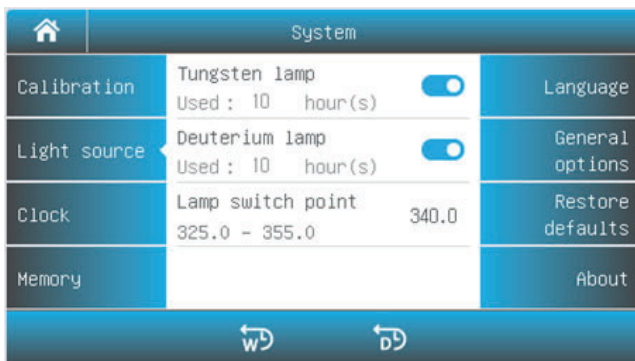 System
Calibration
Light source
Clock
Memory
Tungsten lamp
Used : 10 hour(s)
Deuterium lamp
Used : 10 hour(s)
Lamp switch point
325.0 - 355.0
340.0
Language
General
options
Restore
defaults
About
W
D